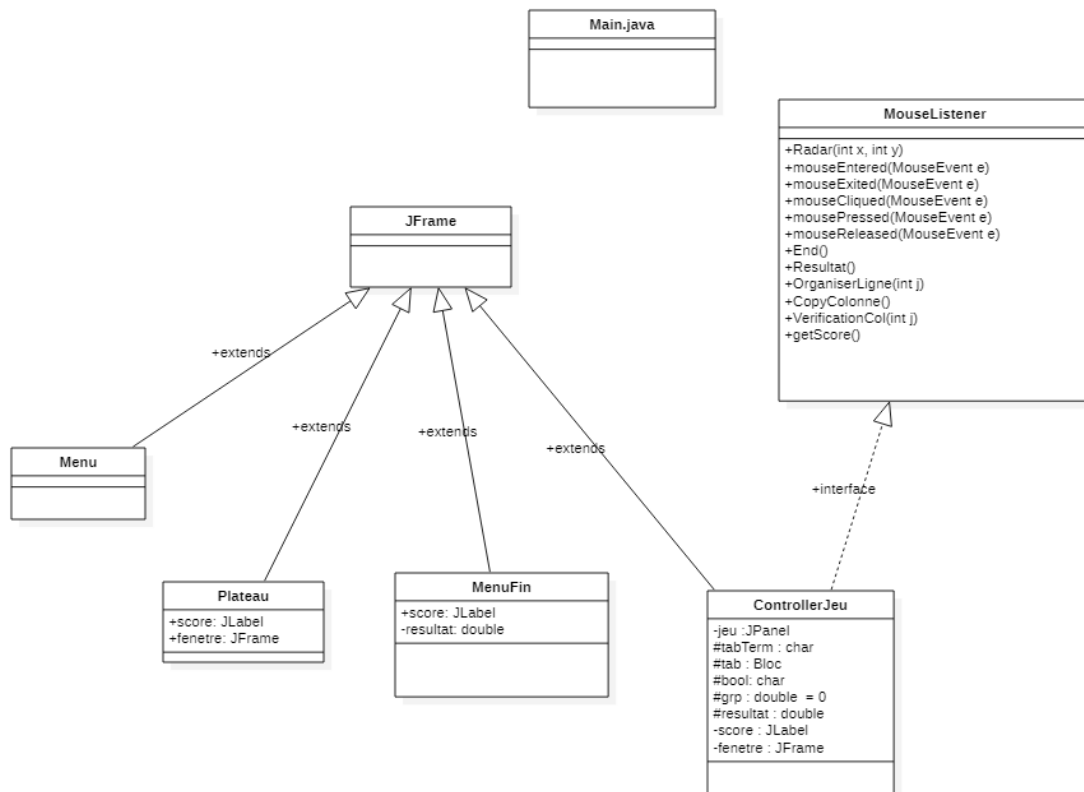 Main.java
MouseListener
+Radar(int x, int y)
+mouseEntered(MouseEvent e)
+mouseExited(MouseEvent e)
+mouseCliqued(MouseEvent e)
+mousePressed(MouseEvent e)
+mouseReleased(MouseEvent e)
+End()
+Resultat()
+OrganiserLigne(int j)
+CopyColonne()
+VerificationCol(int j)
+getScore()
JFrame
+extends
+extends
+extends
+extends
+interface
Menu
Plateau
+score: JLabel
+fenetre: JFrame
MenuFin
+score: JLabel
-resultat: double
ControllerJeu
-jeu :JPanel
#tabTerm : char
#tab : Bloc
#bool: char
#grp : double = 0
#resultat : double
-score : JLabel
-fenetre : JFrame